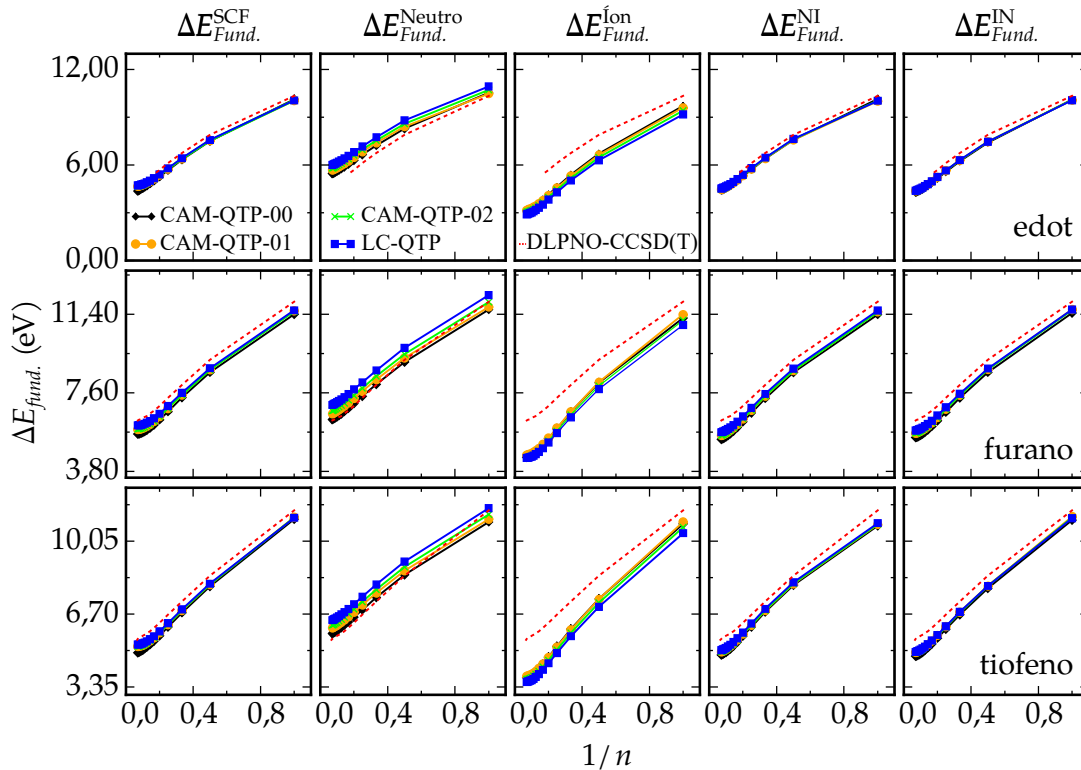 ΔE^SCF_Fund. ΔE^Neutro_Fund. ΔE^Íon_Fund. ΔE^NI_Fund. ΔE^IN_Fund.
12,00
6,00
0,00
CAM-QTP-00
CAM-QTP-01
CAM-QTP-02
LC-QTP
DLPNO-CCSD(T)
edot
ΔE_fund. (eV)
11,40
7,60
3,80
furano
10,05
6,70
3,35
tiofeno
0,0 0,4 0,8 0,0 0,4 0,8 0,0 0,4 0,8 0,0 0,4 0,8 0,0 0,4 0,8
1/n